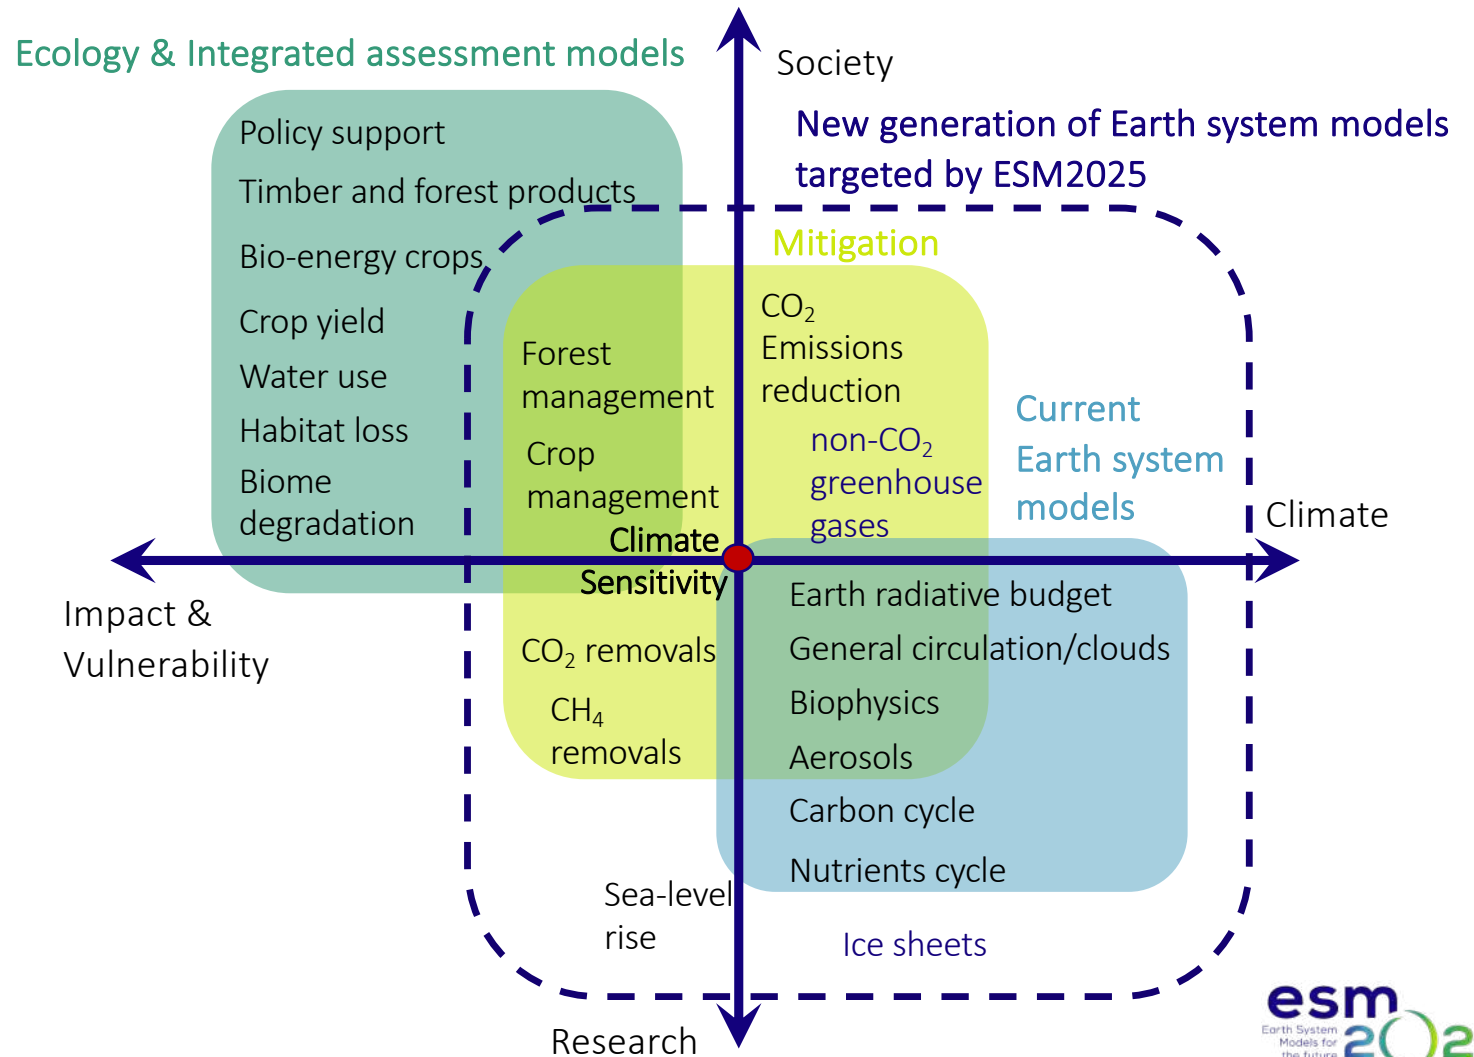 Ecology & Integrated assessment models
Society
New generation of Earth system models
targeted by ESM2025
Policy support
Timber and forest products
Bio-energy crops
Crop yield
Water use
Habitat loss
Biome
degradation
Mitigation
Forest
management
Crop
management
CO₂
Emissions
reduction
non-CO₂
greenhouse
gases
Current
Earth system
models
Climate
Climate
Sensitivity
Impact &
Vulnerability
Earth radiative budget
General circulation/clouds
Biophysics
Aerosols
Carbon cycle
Nutrients cycle
CO₂ removals
CH₄
removals
Sea-level
rise
Ice sheets
Research
esm
Earth System
Models for
the future
202